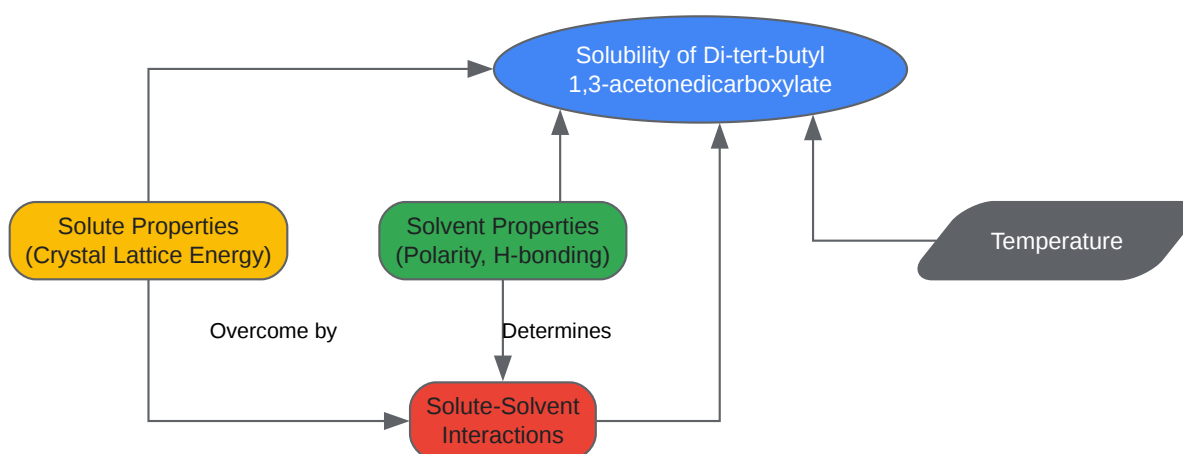 Solubility of Di-tert-butyl
1,3-acetonedicarboxylate
Solute Properties
(Crystal Lattice Energy)
Solvent Properties
(Polarity, H-bonding)
Temperature
Overcome by
Determines
Solute-Solvent
Interactions